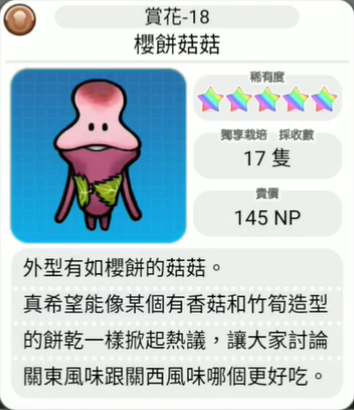 賞花-18
櫻餅菇菇
稀有度
獨享栽培 採收數
17 隻
賣價
145 NP
外型有如櫻餅的菇菇。
真希望能像某個有香菇和竹筍造型
的餅乾一樣掀起熱議，讓大家討論
關東風味跟關西風味哪個更好吃。